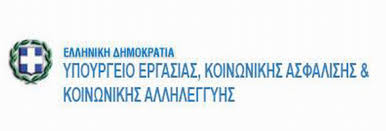 ΕΛΛΗΝΙΚΗ ΔΗΜΟΚΡΑΤΙΑ
ΥΠΟΥΡΓΕΙΟ ΕΡΓΑΣΙΑΣ, ΚΟΙΝΩΝΙΚΗΣ ΑΣΦΑΛΙΣΗΣ &
ΚΟΙΝΩΝΙΚΗΣ ΑΛΛΗΛΕΓΓΥΗΣ